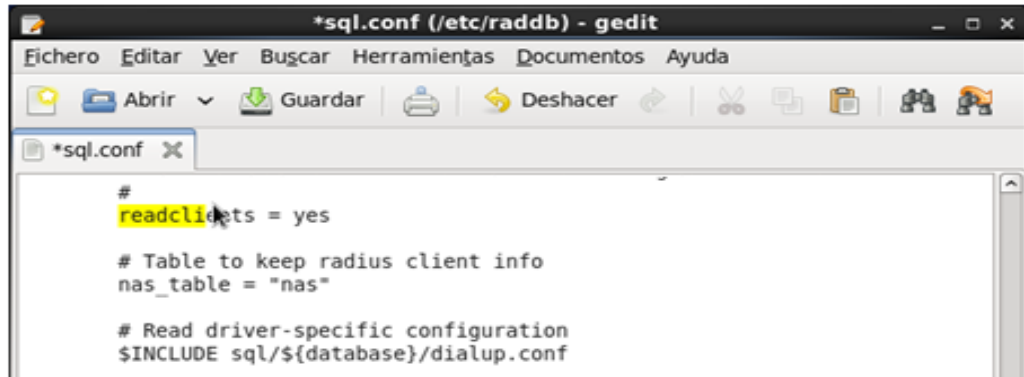 *sql.conf (/etc/raddb) - gedit
Fichero Editar Ver Buscar Herramientas Documentos Ayuda
Abrir Guardar Deshacer
*sql.conf
#
readclients = yes
# Table to keep radius client info
nas_table = "nas"
# Read driver-specific configuration
$INCLUDE sql/${database}/dialup.conf